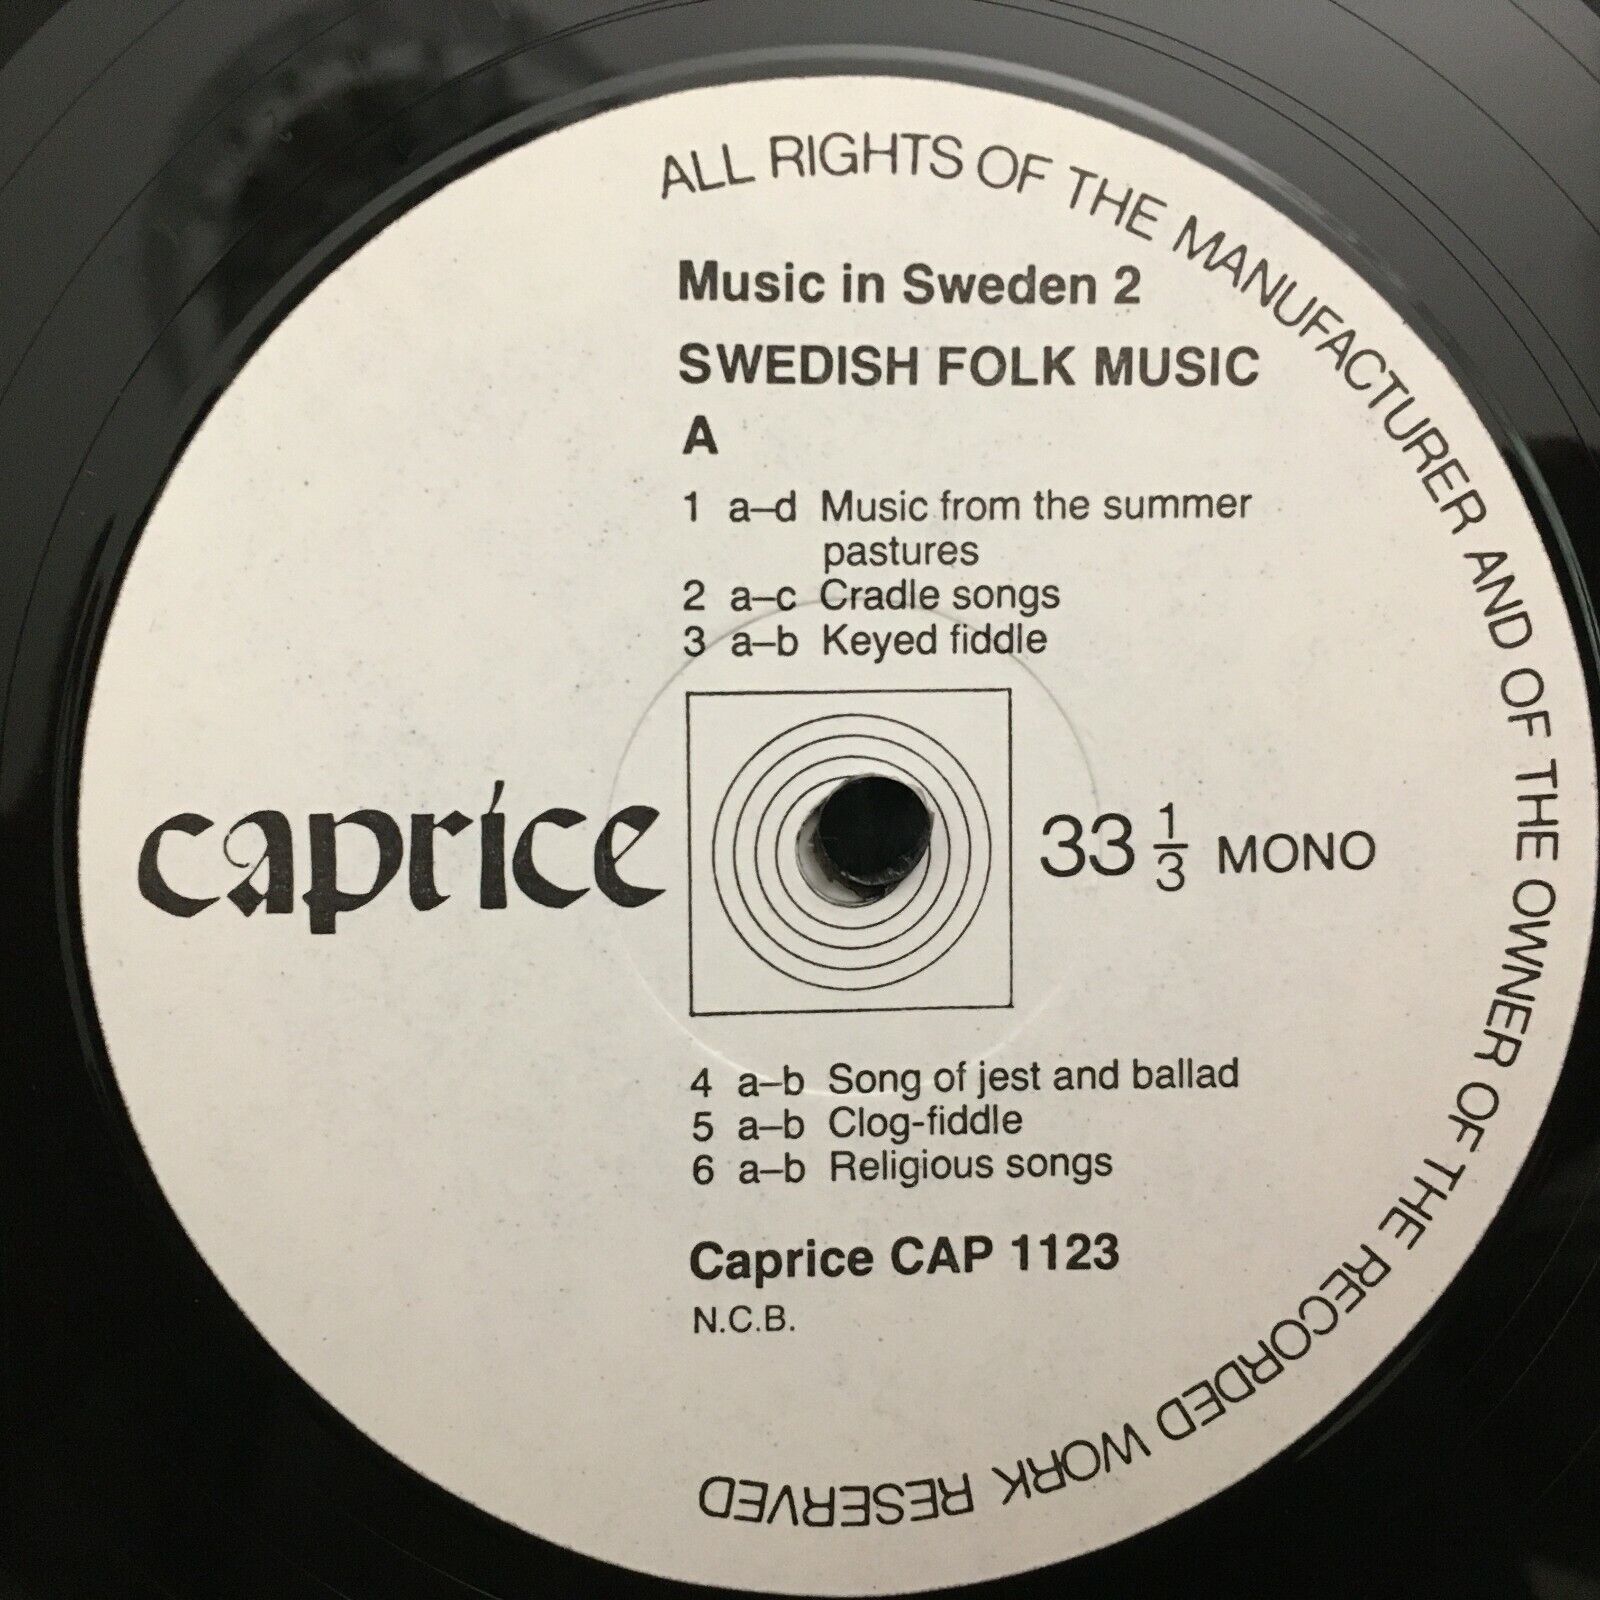 ALL RIGHTS OF THE MANUFACTURER AND OF THE OWNER OF THE RECORDED WORK RESERVED
Music in Sweden 2
SWEDISH FOLK MUSIC
A
1 a–d Music from the summer
pastures
2 a–c Cradle songs
3 a–b Keyed fiddle
caprice
33 1/3 MONO
4 a–b Song of jest and ballad
5 a–b Clog-fiddle
6 a–b Religious songs
Caprice CAP 1123
N.C.B.